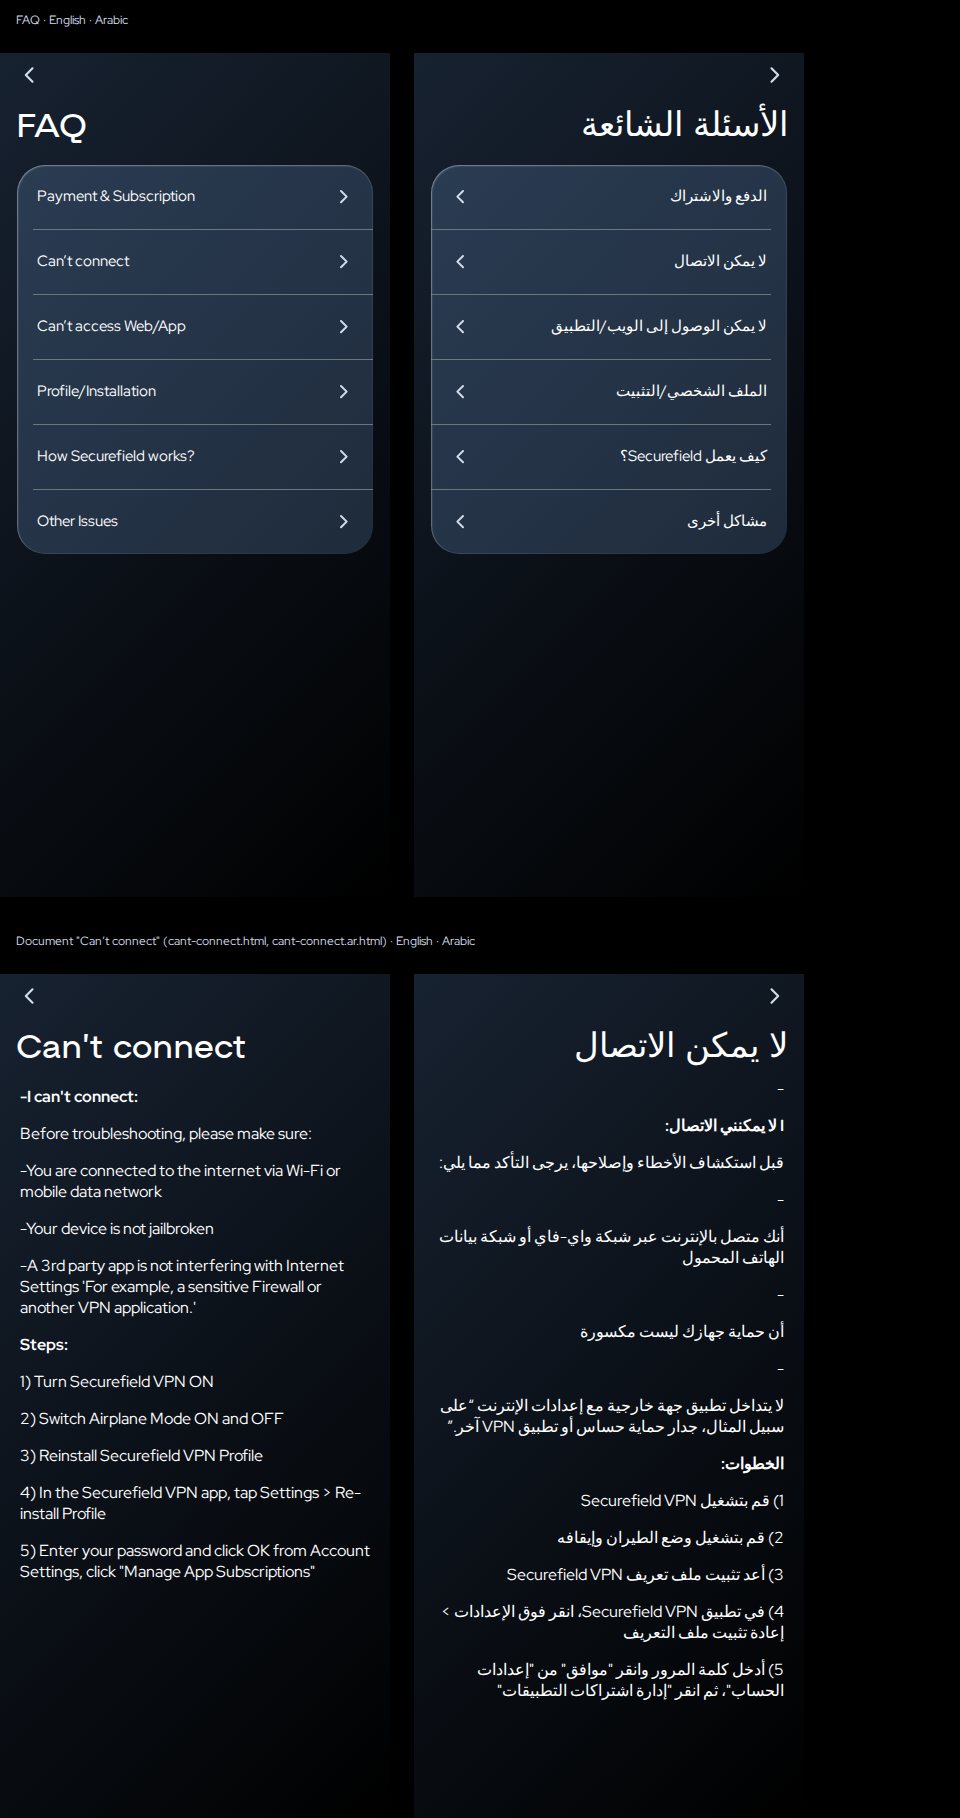 FAQ · English · Arabic
FAQ
Payment & Subscription
Can't connect
Can't access Web/App
Profile/Installation
How Securefield works?
Other Issues
الأسئلة الشائعة
الدفع والاشتراك
لا يمكن الاتصال
لا يمكن الوصول إلى الويب/التطبيق
الملف الشخصي/التثبيت
كيف يعمل Securefield؟
مشاكل أخرى
Document "Can't connect" (cant-connect.html, cant-connect.ar.html) · English · Arabic
Can't connect
-I can't connect:
Before troubleshooting, please make sure:
-You are connected to the internet via Wi-Fi or
mobile data network
-Your device is not jailbroken
-A 3rd party app is not interfering with Internet
Settings 'For example, a sensitive Firewall or
another VPN application.'
Steps:
1) Turn Securefield VPN ON
2) Switch Airplane Mode ON and OFF
3) Reinstall Securefield VPN Profile
4) In the Securefield VPN app, tap Settings > Re-
install Profile
5) Enter your password and click OK from Account
Settings, click "Manage App Subscriptions"
لا يمكن الاتصال
-
ا لا يمكنني الاتصال:
قبل استكشاف الأخطاء وإصلاحها، يرجى التأكد مما يلي:
-
أنك متصل بالإنترنت عبر شبكة واي-فاي أو شبكة بيانات
الهاتف المحمول
-
أن حماية جهازك ليست مكسورة
-
لا يتداخل تطبيق جهة خارجية مع إعدادات الإنترنت "على
سبيل المثال، جدار حماية حساس أو تطبيق VPN آخر."
الخطوات:
1) قم بتشغيل Securefield VPN
2) قم بتشغيل وضع الطيران وإيقافه
3) أعد تثبيت ملف تعريف Securefield VPN
4) في تطبيق Securefield VPN، انقر فوق الإعدادات >
إعادة تثبيت ملف التعريف
5) أدخل كلمة المرور وانقر "موافق" من "إعدادات
الحساب"، ثم انقر "إدارة اشتراكات التطبيقات"